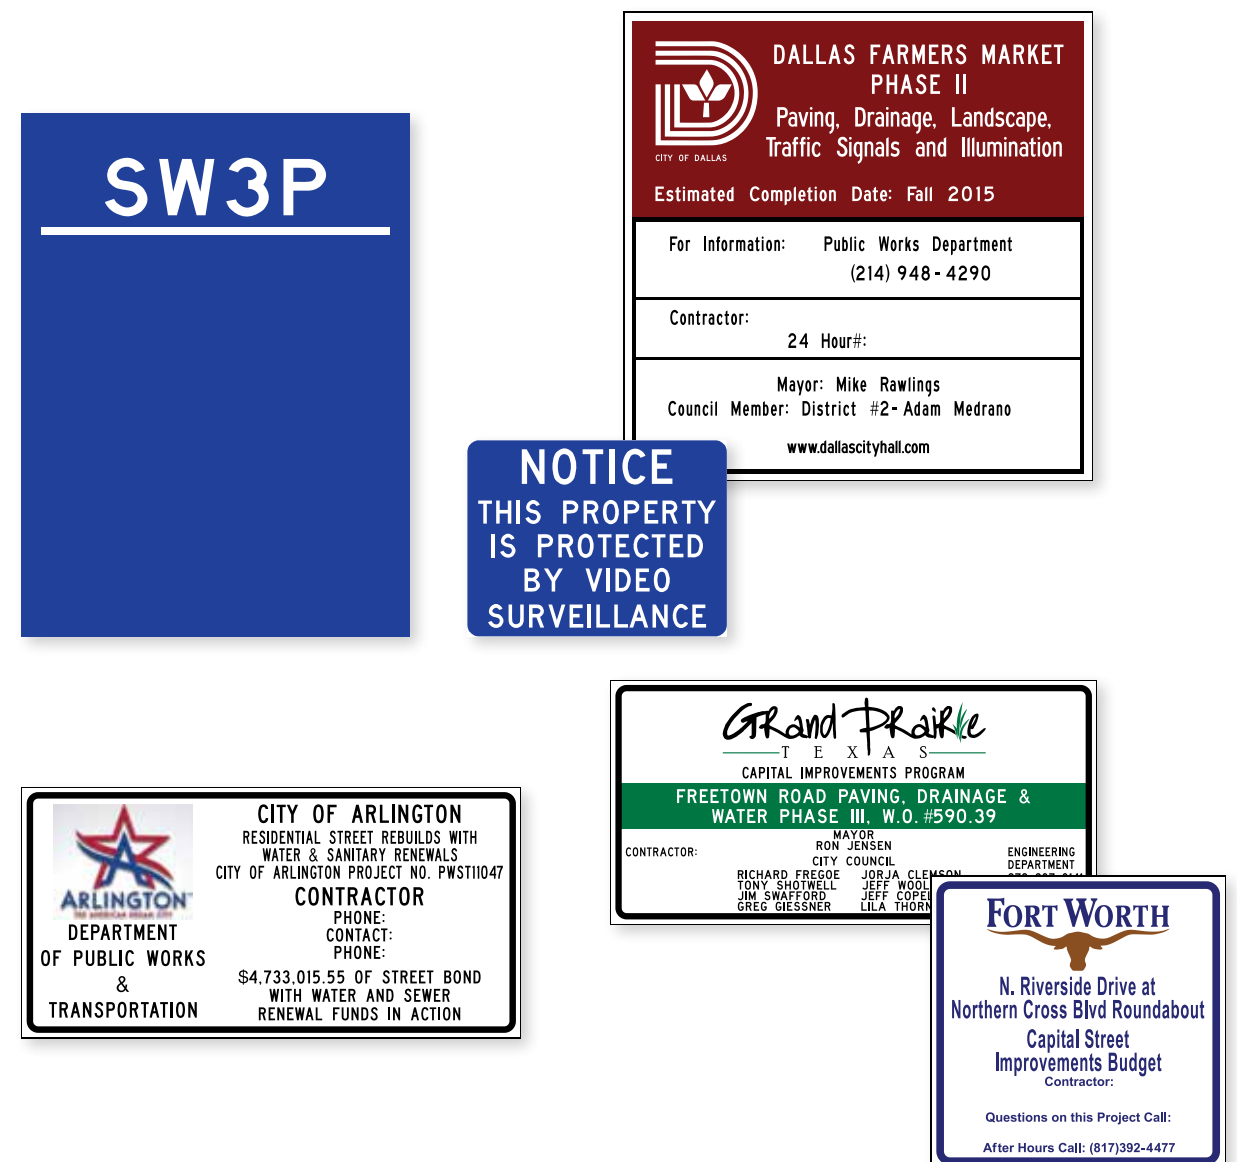 SW3P
CITY OF DALLAS
DALLAS FARMERS MARKET
PHASE II
Paving, Drainage, Landscape,
Traffic Signals and Illumination
Estimated Completion Date: Fall 2015
For Information: Public Works Department
(214) 948-4290
Contractor:
24 Hour#:
Mayor: Mike Rawlings
Council Member: District #2- Adam Medrano
www.dallascityhall.com
NOTICE
THIS PROPERTY
IS PROTECTED
BY VIDEO
SURVEILLANCE
ARLINGTON
THE AMERICAN DREAM CITY
DEPARTMENT
OF PUBLIC WORKS
&
TRANSPORTATION
CITY OF ARLINGTON
RESIDENTIAL STREET REBUILDS WITH
WATER & SANITARY RENEWALS
CITY OF ARLINGTON PROJECT NO. PWST11047
CONTRACTOR
PHONE:
CONTACT:
PHONE:
$4,733,015.55 OF STREET BOND
WITH WATER AND SEWER
RENEWAL FUNDS IN ACTION
Grand Prairie
TEXAS
CAPITAL IMPROVEMENTS PROGRAM
FREETOWN ROAD PAVING, DRAINAGE &
WATER PHASE III, W.O. #590.39
CONTRACTOR:
MAYOR
RON JENSEN
CITY COUNCIL
RICHARD FREGOE JORJA CLEMSON
TONY SHOTWELL JEFF WOOL
JIM SWAFFORD JEFF COPEL
GREG GIESSNER LILA THORN
ENGINEERING
DEPARTMENT
FORT WORTH
N. Riverside Drive at
Northern Cross Blvd Roundabout
Capital Street
Improvements Budget
Contractor:
Questions on this Project Call:
After Hours Call: (817)392-4477